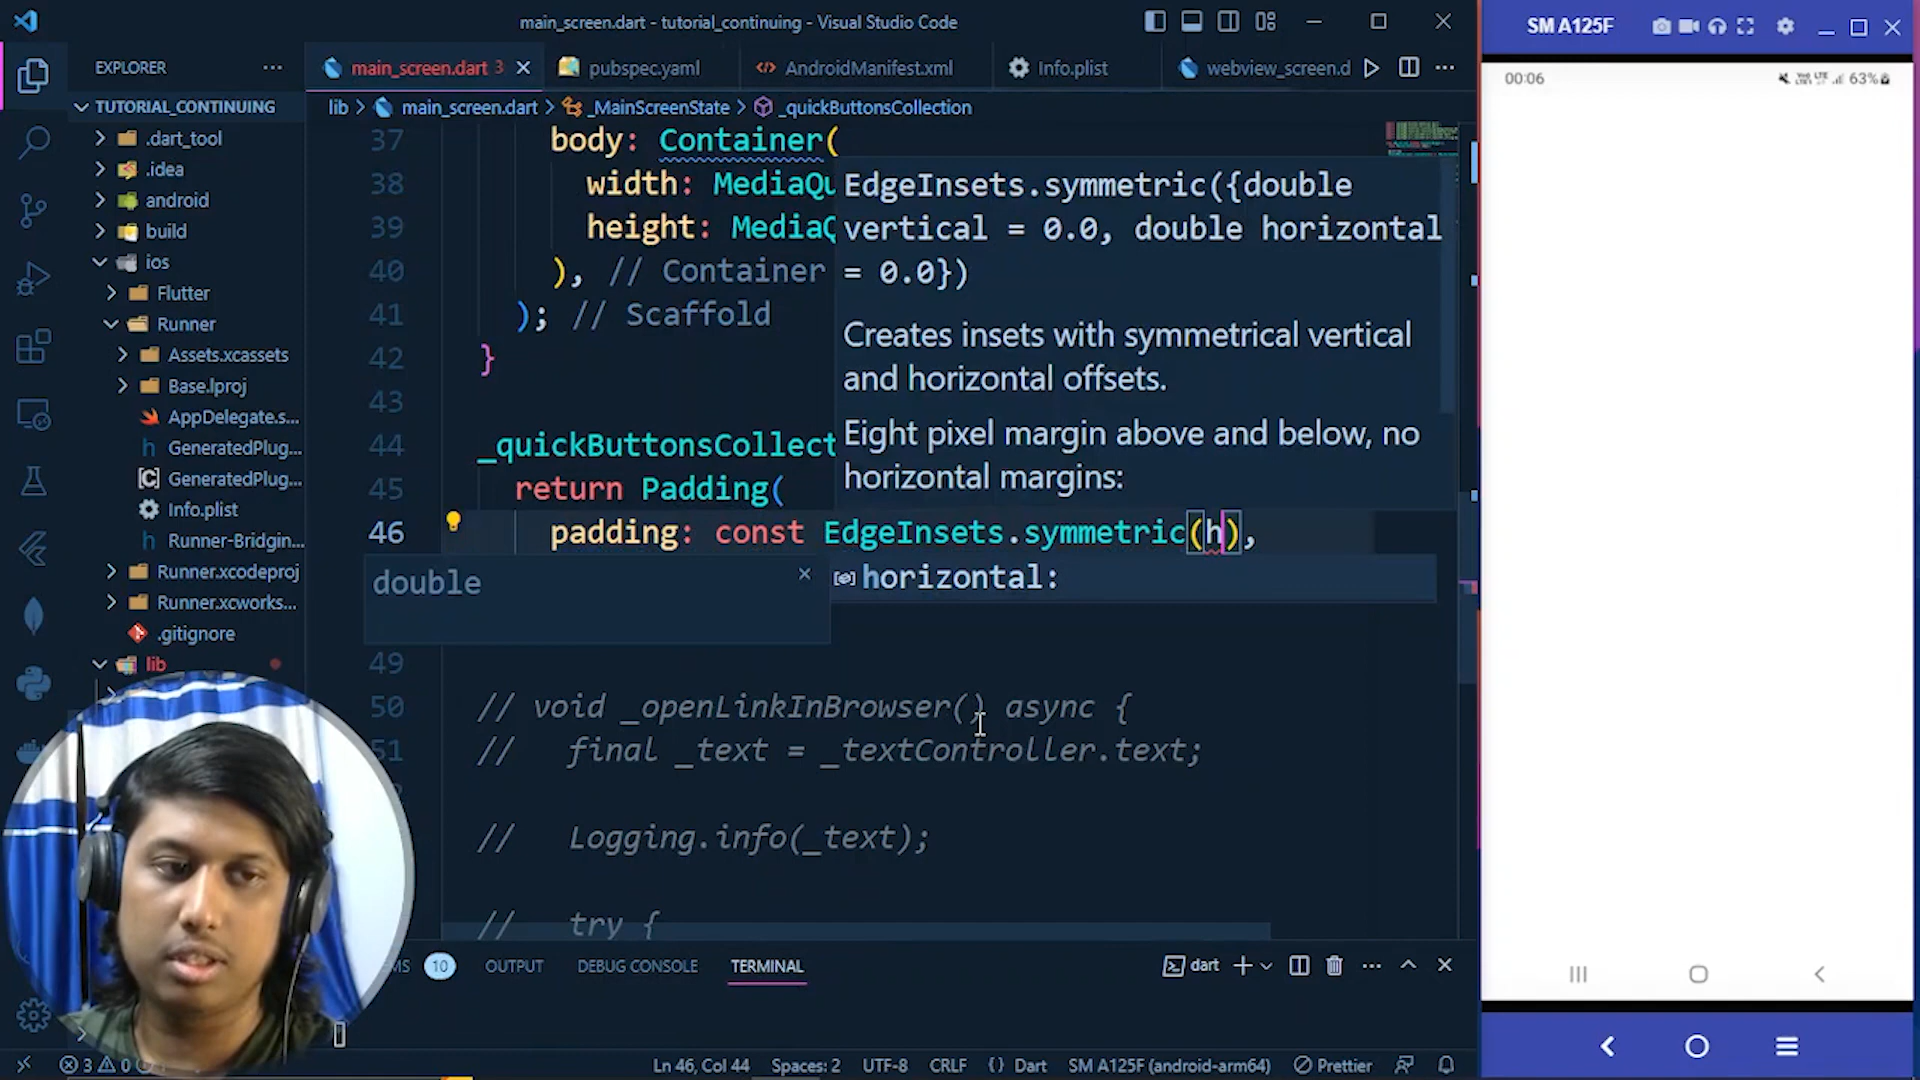 main_screen.dart - tutorial_continuing - Visual Studio Code
SM A125F
EXPLORER
main_screen.dart 3
pubspec.yaml
AndroidManifest.xml
Info.plist
webview_screen.d
00:06
63%
TUTORIAL_CONTINUING
lib > main_screen.dart > _MainScreenState > _quickButtonsCollection
.dart_tool
.idea
android
build
ios
Flutter
Runner
Assets.xcassets
Base.lproj
AppDelegate.s...
GeneratedPlug...
GeneratedPlug...
Info.plist
Runner-Bridgin...
Runner.xcodeproj
Runner.xcworks...
.gitignore
lib
37 body: Container(
38 width: MediaQu
39 height: MediaQ
40 ), // Container
41 ); // Scaffold
42 }
43
44 _quickButtonsCollect
45 return Padding(
46 padding: const EdgeInsets.symmetric(h),
EdgeInsets.symmetric({double
vertical = 0.0, double horizontal
= 0.0})
Creates insets with symmetrical vertical
and horizontal offsets.
Eight pixel margin above and below, no
horizontal margins:
horizontal:
double
49
50 // void _openLinkInBrowser() async {
51 // final _text = _textController.text;
// Logging.info(_text);
// try {
MS 10
OUTPUT
DEBUG CONSOLE
TERMINAL
dart
3 0
Ln 46, Col 44
Spaces: 2
UTF-8
CRLF
{ } Dart
SM A125F (android-arm64)
Prettier